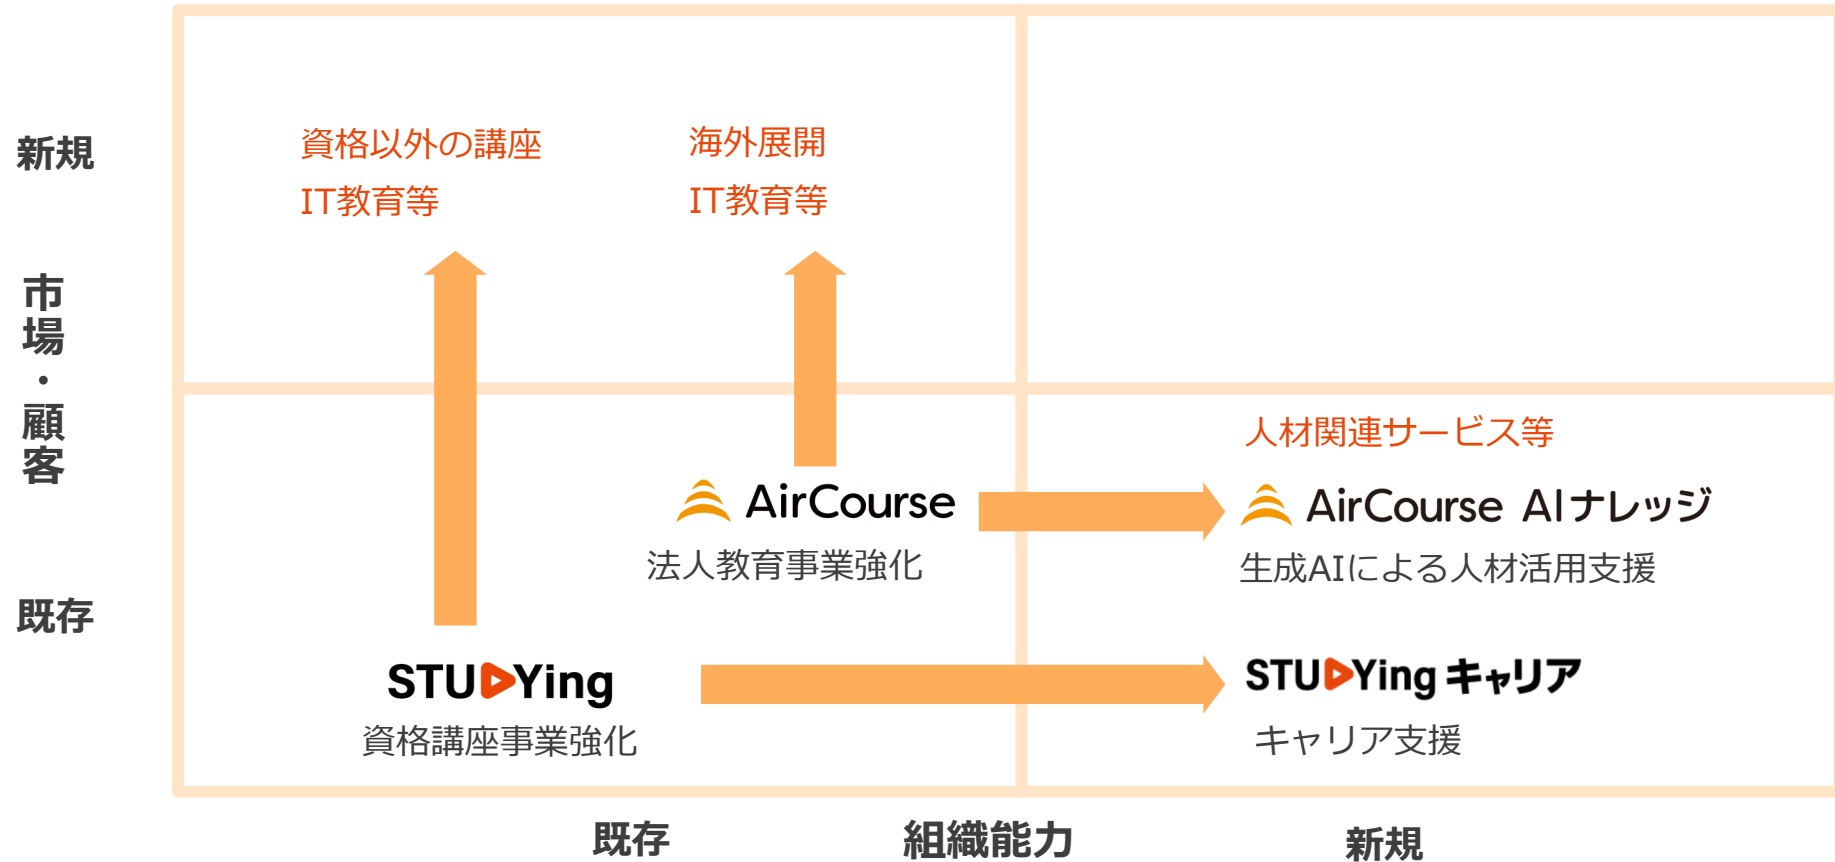 新規
資格以外の講座
IT教育等
海外展開
IT教育等
市場・顧客
人材関連サービス等
AirCourse
法人教育事業強化
AirCourse AIナレッジ
生成AIによる人材活用支援
既存
STUDYing
資格講座事業強化
STUDYing キャリア
キャリア支援
既存
組織能力
新規